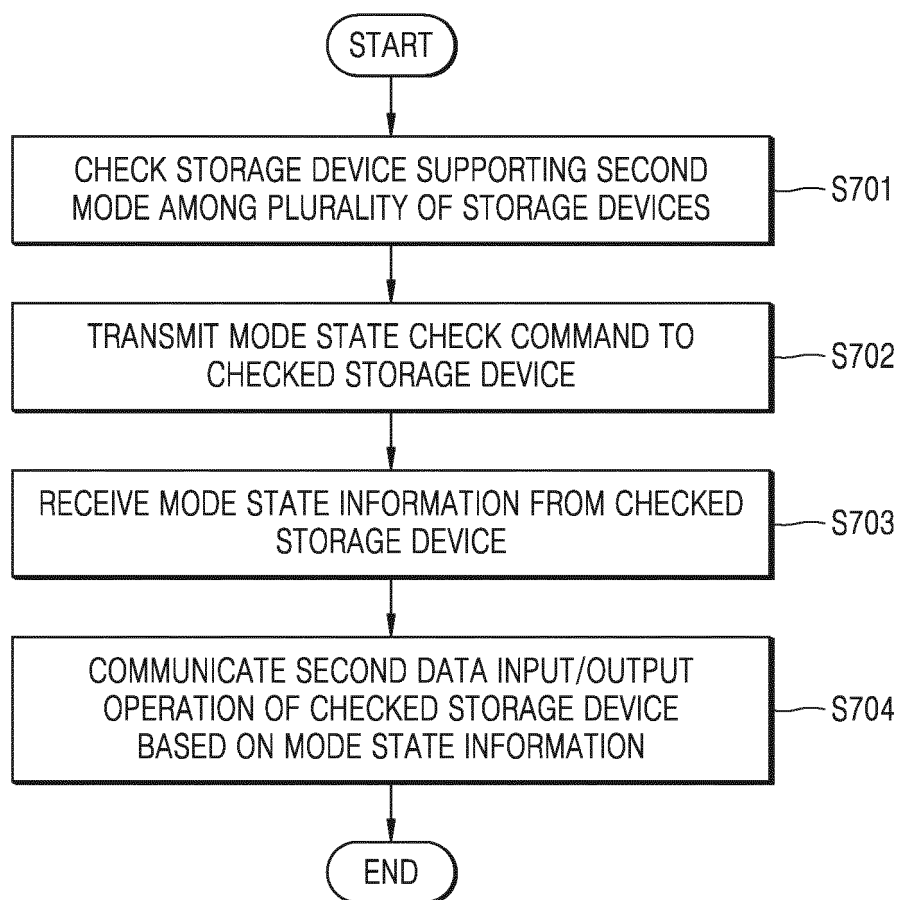 START
CHECK STORAGE DEVICE SUPPORTING SECOND
MODE AMONG PLURALITY OF STORAGE DEVICES
S701
TRANSMIT MODE STATE CHECK COMMAND TO
CHECKED STORAGE DEVICE
S702
RECEIVE MODE STATE INFORMATION FROM CHECKED
STORAGE DEVICE
S703
COMMUNICATE SECOND DATA INPUT/OUTPUT
OPERATION OF CHECKED STORAGE DEVICE
BASED ON MODE STATE INFORMATION
S704
END